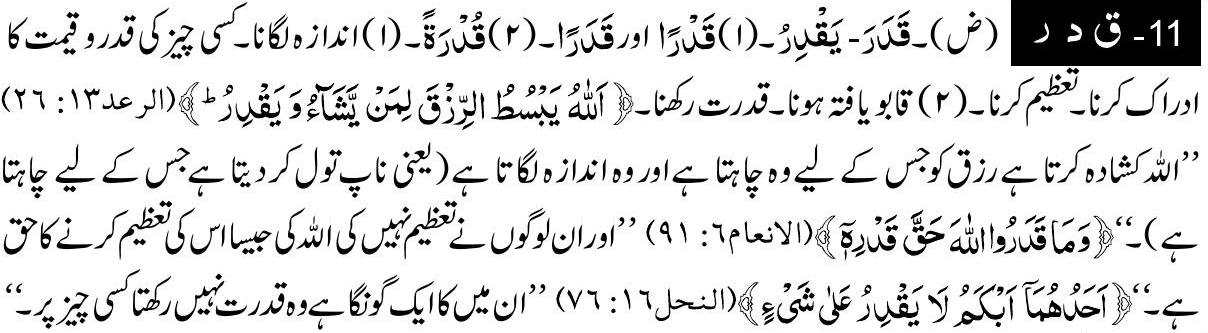 11- ق د ر (ض)۔قَدَرَ- یَقْدِرُ۔(۱)قَدْرًا اورقَدَرًا۔(۲)قُدْرَةً۔(۱)اندازہ لگانا۔کسی چیز کی قدر و قیمت کا
ادراک کرنا۔تعظیم کرنا۔(۲) قابو یافتہ ہونا۔قدرت رکھنا۔﴿اَللّٰهُ یَبْسُطُ الرِّزْقَ لِمَنْ یَّشَآءُ وَ یَقْدِرُ ؕ﴾(الرعد۱۳: ۲۶)
’’اللہ کشادہ کرتا ہے رزق کو جس کے لیے وہ چاہتا ہے اور وہ اندازہ لگاتا ہے (یعنی ناپ تول کر دیتا ہے جس کے لیے چاہتا
ہے)۔‘‘﴿وَمَا قَدَرُوا اللّٰهَ حَقَّ قَدْرِهٖۤ﴾(الانعام۶: ۹۱) ’’اور ان لوگوں نے تعظیم نہیں کی اللہ کی جیسا اس کی تعظیم کرنے کا حق
ہے۔‘‘﴿اَحَدُهُمَاۤ اَبْكَمُ لَا یَقْدِرُ عَلٰی شَیْءٍ﴾(النحل۱۶: ۷۶) ’’ان میں کا ایک گونگا ہے وہ قدرت نہیں رکھتا کسی چیز پر۔‘‘